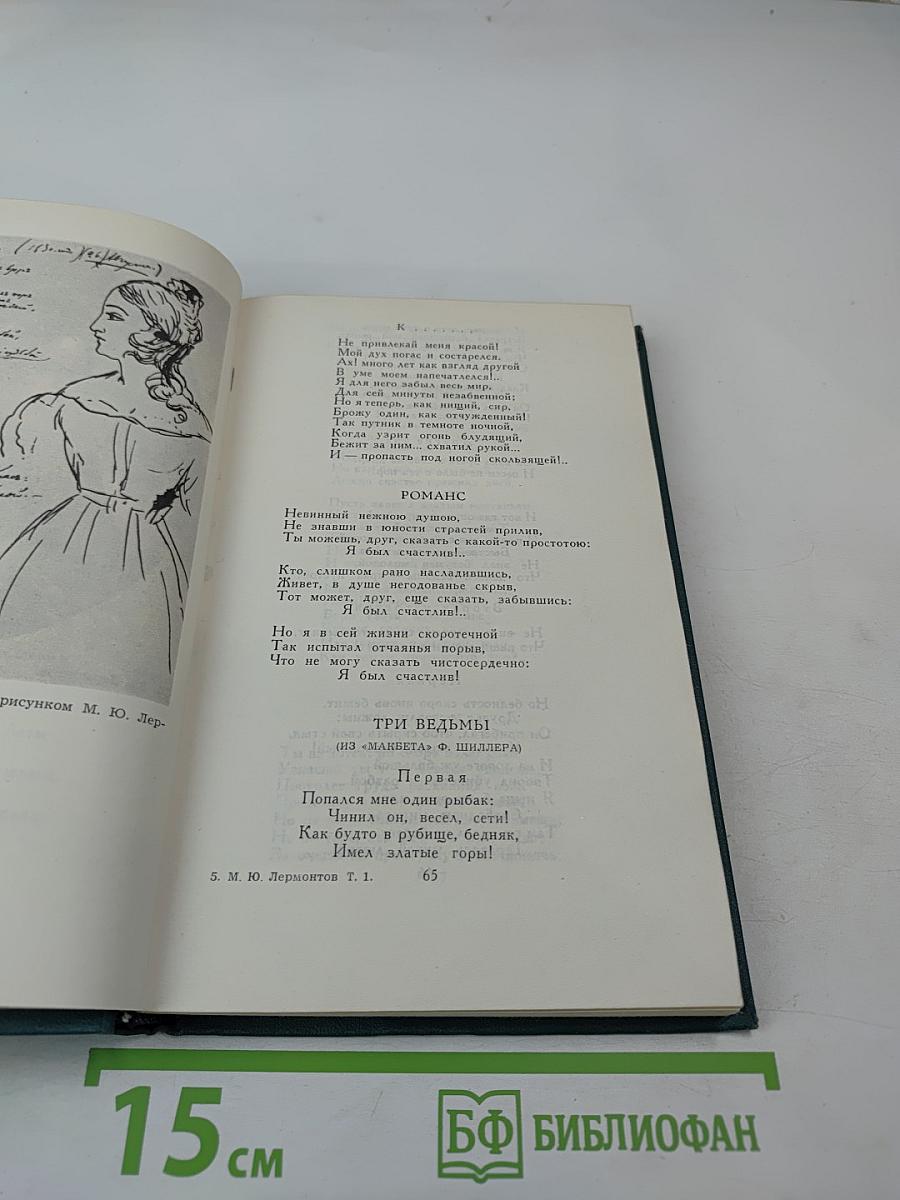 рисунком М. Ю. Лер-
К . . . . . . .
Не привлекай меня красой!
Мой дух погас и состарелся.
Ах! много лет как взгляд другой
В уме моем напечатлелся!..
Я для него забыл весь мир,
Для сей минуты незабвенной;
Но я теперь, как нищий, сир,
Брожу один, как отчужденный!
Так путник в темноте ночной,
Когда узрит огонь блудящий,
Бежит за ним... схватил рукой...
И — пропасть под ногой скользящей!..
РОМАНС
Невинный нежною душою,
Не знавши в юности страстей прилив,
Ты можешь, друг, сказать с какой-то простотою:
Я был счастлив!..
Кто, слишком рано насладившись,
Живет, в душе негодованье скрыв,
Тот может, друг, еще сказать, забывшись:
Я был счастлив!..
Но я в сей жизни скоротечной
Так испытал отчаянья порыв,
Что не могу сказать чистосердечно:
Я был счастлив!
ТРИ ВЕДЬМЫ
(ИЗ «МАКБЕТА» Ф. ШИЛЛЕРА)
Первая
Попался мне один рыбак:
Чинил он, весел, сети!
Как будто в рубище, бедняк,
Имел златые горы!
5. М. Ю. Лермонтов Т. 1.
65
15 см
БФ БИБЛИОФАН